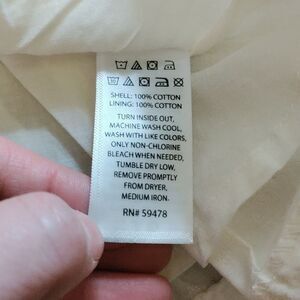 SHELL: 100% COTTON
LINING: 100% COTTON
TURN INSIDE OUT,
MACHINE WASH COOL,
WASH WITH LIKE COLORS,
ONLY NON-CHLORINE
BLEACH WHEN NEEDED,
TUMBLE DRY LOW,
REMOVE PROMPTLY
FROM DRYER,
MEDIUM IRON.
RN# 59478